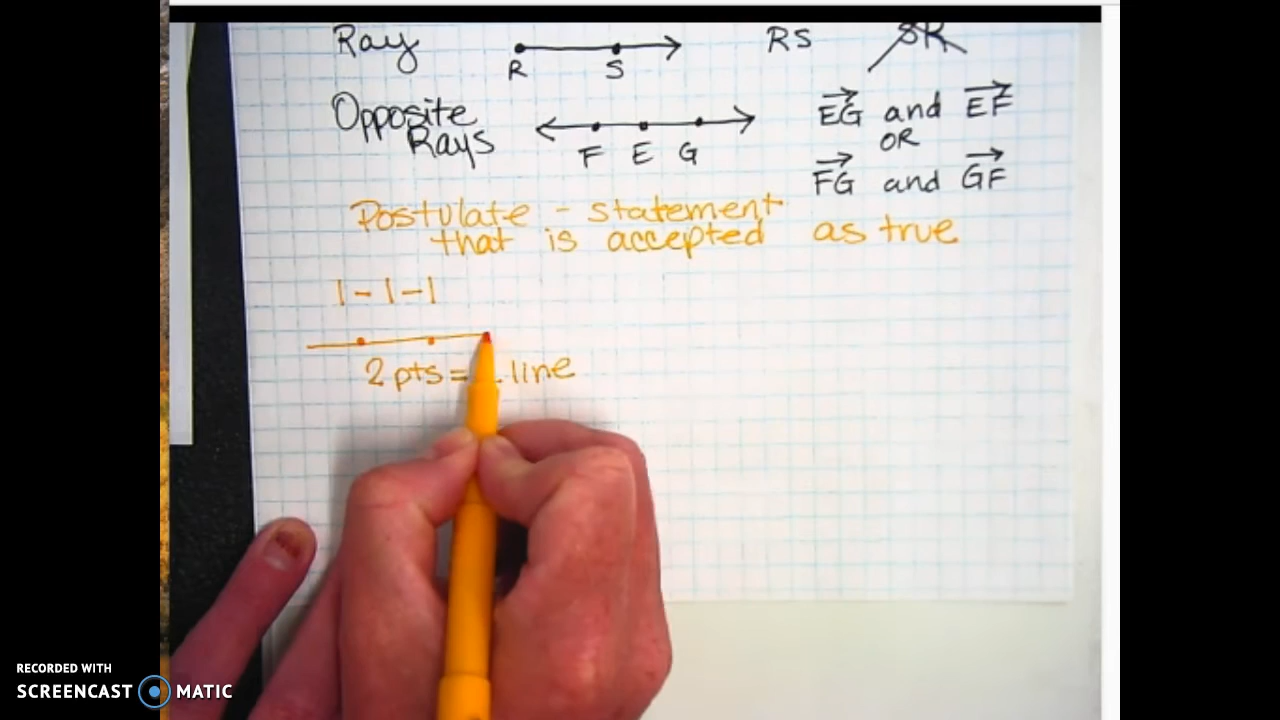 Ray R S RS SR
Opposite Rays F E G EG and EF
OR
FG and GF
Postulate - statement
that is accepted as true
1-1-1
2 pts = line
RECORDED WITH
SCREENCAST MATIC